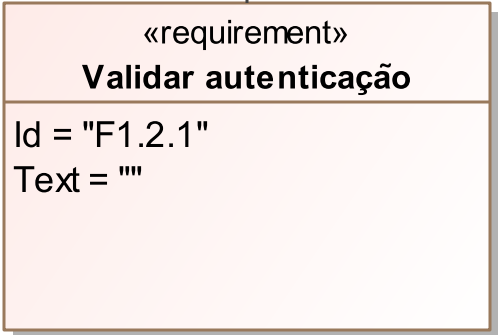 «requirement»
Validar autenticação
Id = "F1.2.1"
Text = ""